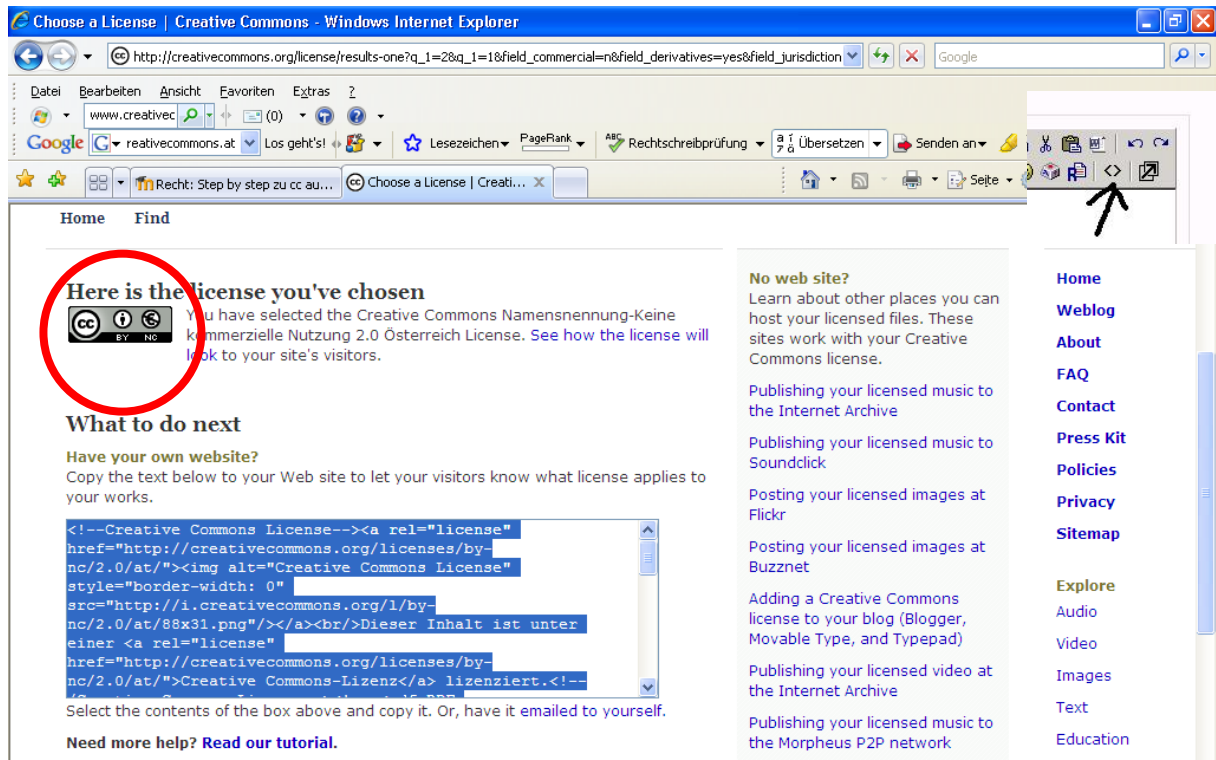 Choose a License | Creative Commons - Windows Internet Explorer
http://creativecommons.org/license/results-one?q_1=2&q_1=1&field_commercial=n&field_derivatives=yes&field_jurisdiction
Google
Datei Bearbeiten Ansicht Favoriten Extras ?
www.creativec (0)
Google reativecommons.at Los geht's! Lesezeichen PageRank Rechtschreibprüfung Übersetzen Senden an
Recht: Step by step zu cc au... Choose a License | Creati... Seite
Home Find
Here is the license you've chosen
BY NC
You have selected the Creative Commons Namensnennung-Keine
kommerzielle Nutzung 2.0 Österreich License. See how the license will
look to your site's visitors.
What to do next
Have your own website?
Copy the text below to your Web site to let your visitors know what license applies to
your works.
<!--Creative Commons License--><a rel="license"
href="http://creativecommons.org/licenses/by-
nc/2.0/at/"><img alt="Creative Commons License"
style="border-width: 0"
src="http://i.creativecommons.org/l/by-
nc/2.0/at/88x31.png"/></a><br/>Dieser Inhalt ist unter
einer <a rel="license"
href="http://creativecommons.org/licenses/by-
nc/2.0/at/">Creative Commons-Lizenz</a> lizenziert.<!--
Select the contents of the box above and copy it. Or, have it emailed to yourself.
Need more help? Read our tutorial.
No web site?
Learn about other places you can
host your licensed files. These
sites work with your Creative
Commons license.
Publishing your licensed music to
the Internet Archive
Publishing your licensed music to
Soundclick
Posting your licensed images at
Flickr
Posting your licensed images at
Buzznet
Adding a Creative Commons
license to your blog (Blogger,
Movable Type, and Typepad)
Publishing your licensed video at
the Internet Archive
Publishing your licensed music to
the Morpheus P2P network
Home
Weblog
About
FAQ
Contact
Press Kit
Policies
Privacy
Sitemap
Explore
Audio
Video
Images
Text
Education